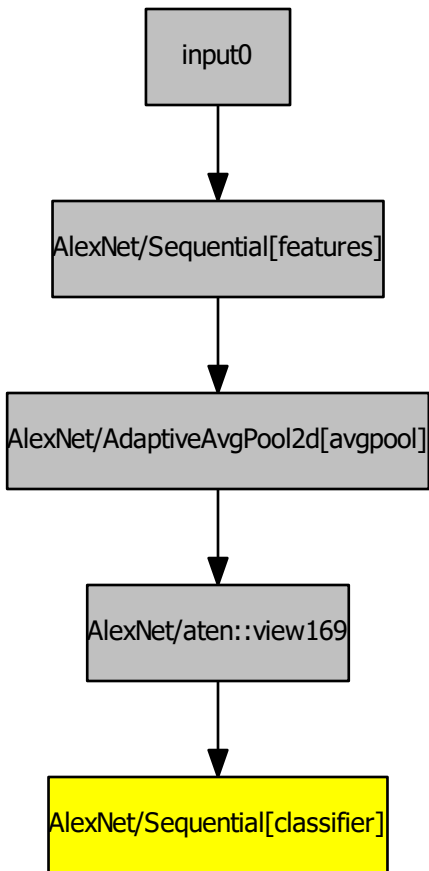 input0
AlexNet/Sequential[features]
AlexNet/AdaptiveAvgPool2d[avgpool]
AlexNet/aten::view169
AlexNet/Sequential[classifier]